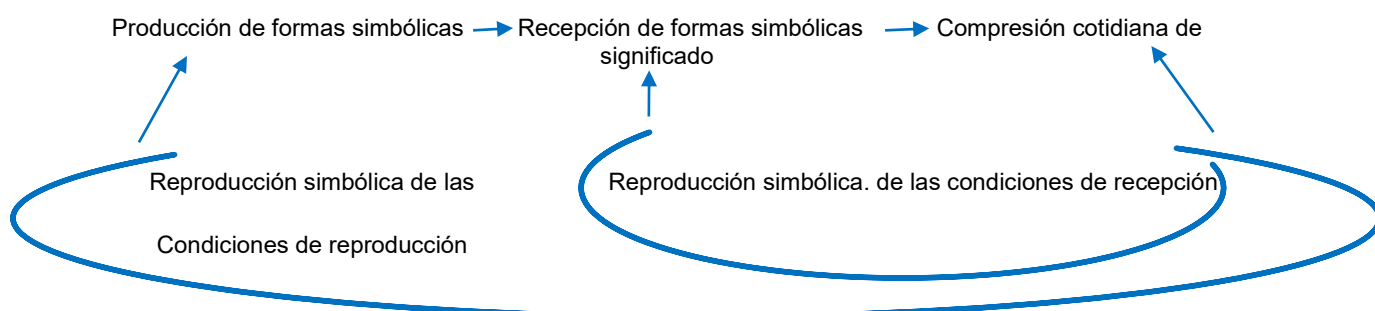 Producción de formas simbólicas Recepción de formas simbólicas Compresión cotidiana de
significado
Reproducción simbólica de las Reproducción simbólica. de las condiciones de recepción
Condiciones de reproducción